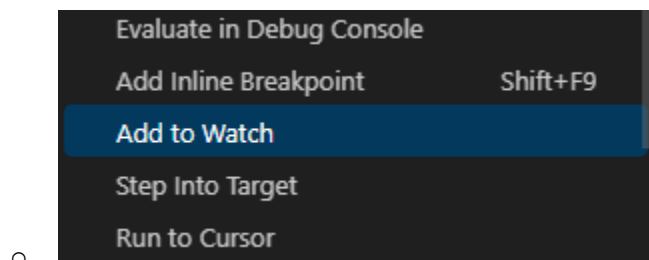 Evaluate in Debug Console
Add Inline Breakpoint Shift+F9
Add to Watch
Step Into Target
Run to Cursor